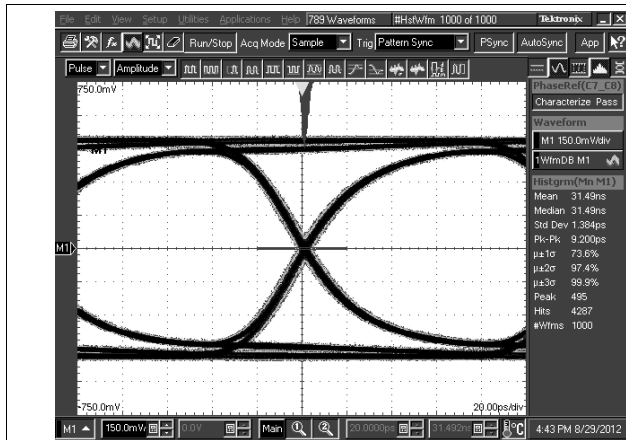 File Edit View Setup Utilities Applications Help 789 Waveforms #HstWfm 1000 of 1000 Tektronix
Run/Stop Acq Mode Sample Trig Pattern Sync PSync AutoSync App
Pulse Amplitude
750.0mV
M1
M1
-750.0mV
20.00ps/div
PhaseRef(C7_C8)
Characterize Pass
Waveform
M1 150.0mV/div
1WfmDB M1
Histgrm(Mn M1)
Mean 31.49ns
Median 31.49ns
Std Dev 1.384ps
Pk-Pk 9.200ps
µ±1σ 73.6%
µ±2σ 97.4%
µ±3σ 99.9%
Peak 495
Hits 4287
#Wfms 1000
M1 150.0mV/ 0.0V Main 20.0000ps 31.492ns °C 4:43 PM 8/29/2012